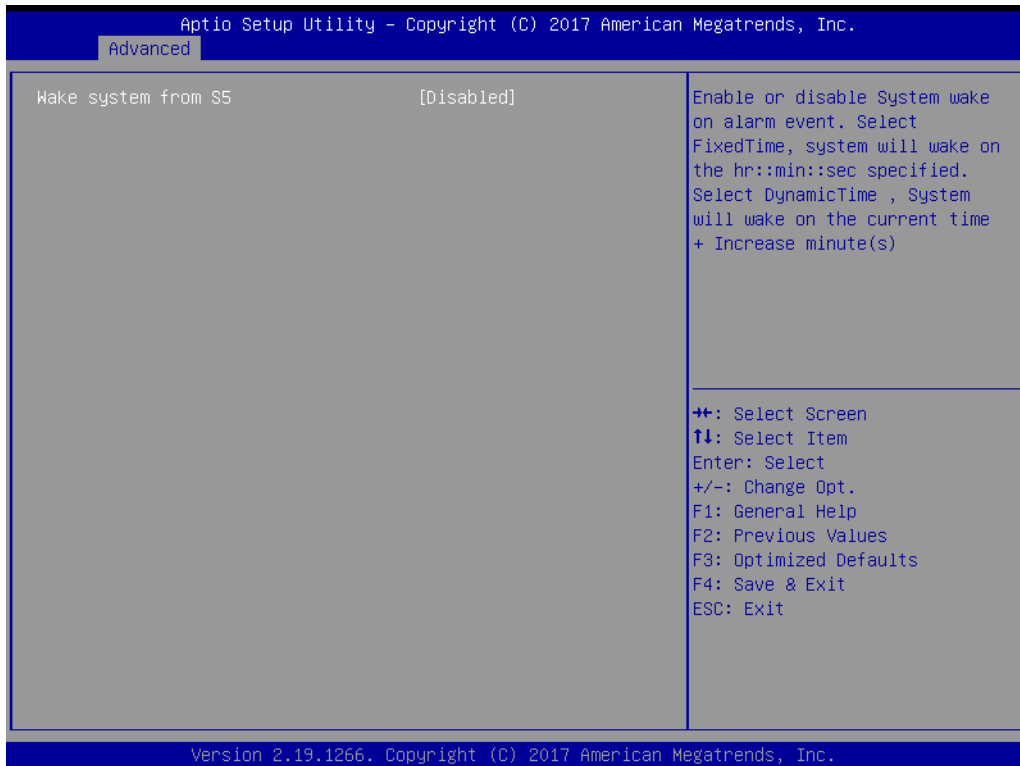 Aptio Setup Utility – Copyright (C) 2017 American Megatrends, Inc.
Advanced
Wake system from S5 [Disabled]
Enable or disable System wake
on alarm event. Select
FixedTime, system will wake on
the hr::min::sec specified.
Select DynamicTime , System
will wake on the current time
+ Increase minute(s)
→←: Select Screen
↑↓: Select Item
Enter: Select
+/-: Change Opt.
F1: General Help
F2: Previous Values
F3: Optimized Defaults
F4: Save & Exit
ESC: Exit
Version 2.19.1266. Copyright (C) 2017 American Megatrends, Inc.